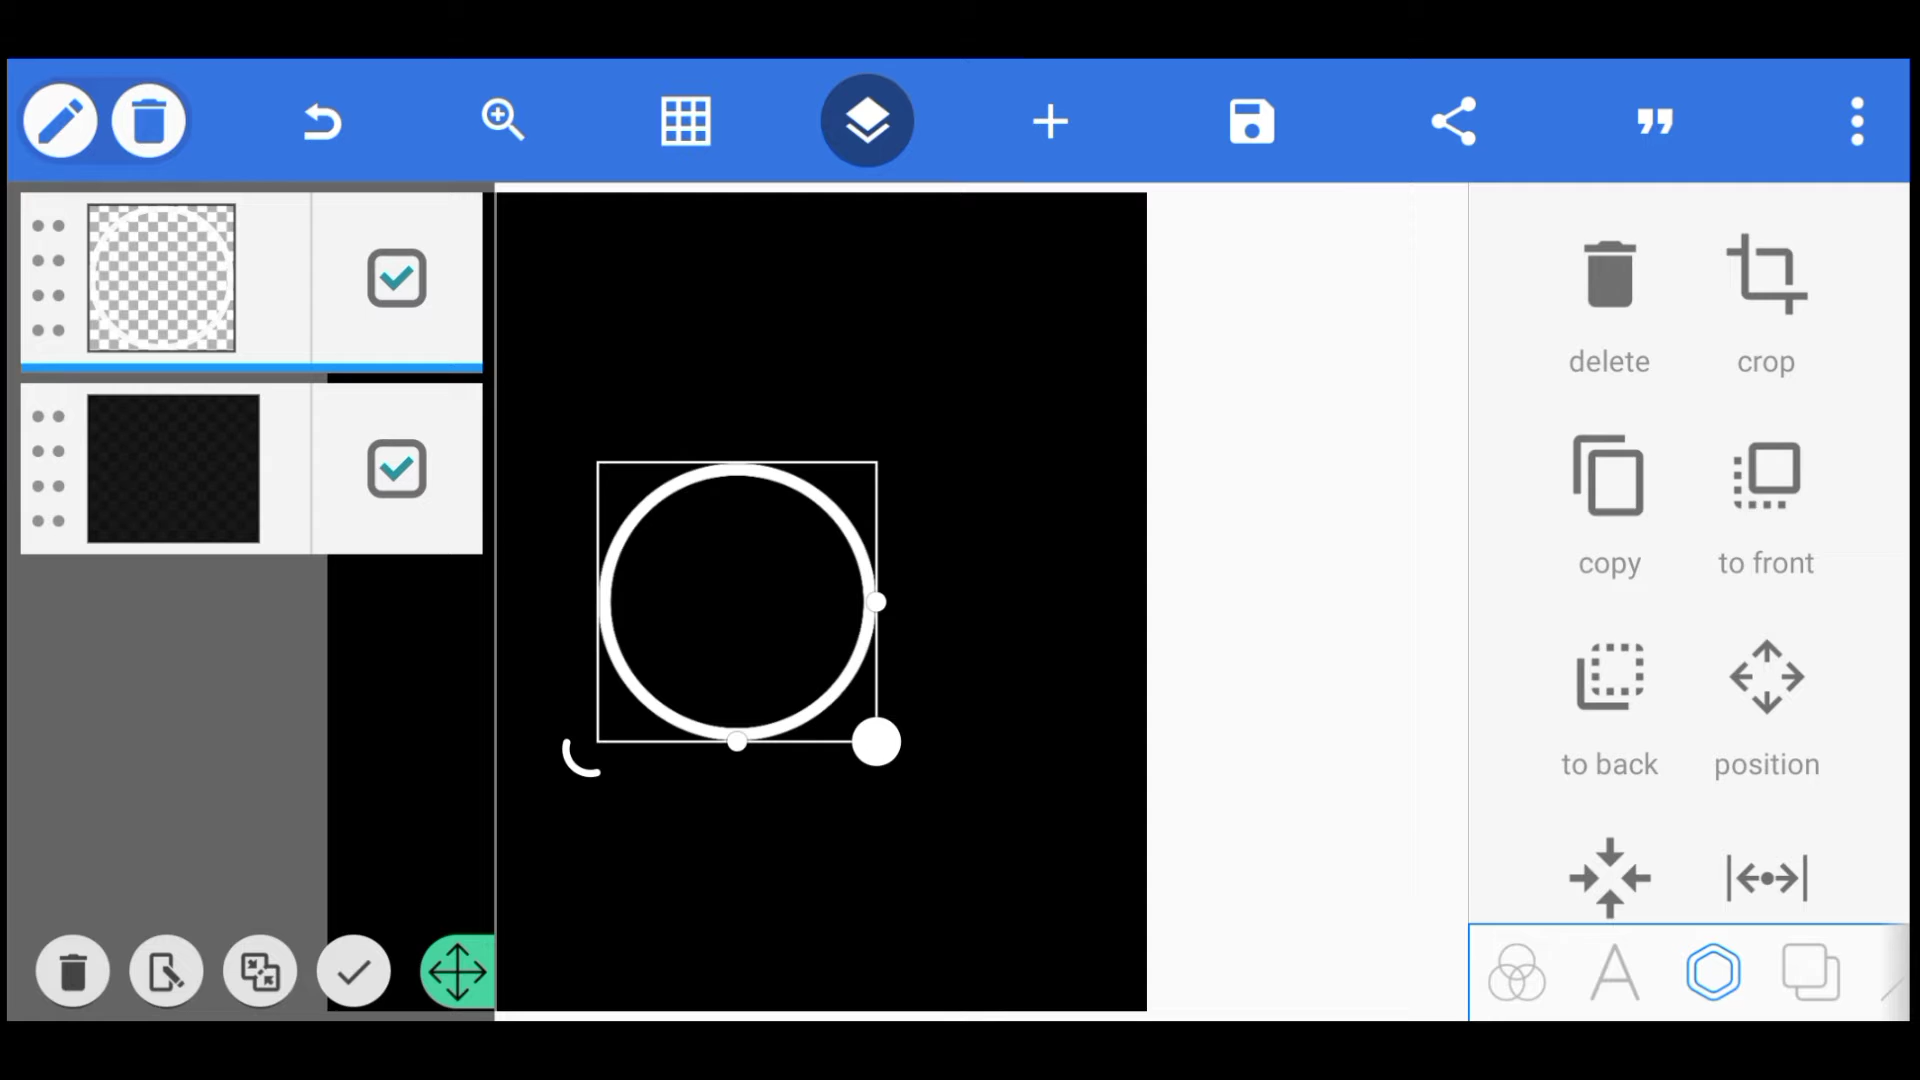 delete
crop
copy
to front
to back
position